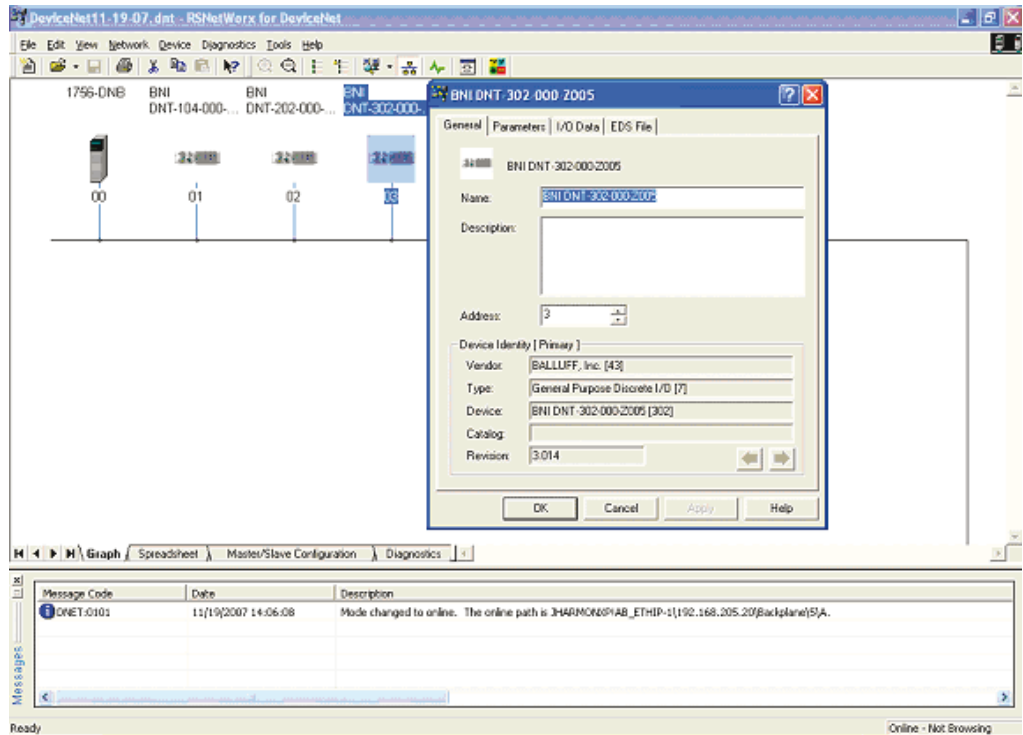 DeviceNet11-19-07.dnt - RSNetWorx for DeviceNet
File Edit View Network Device Diagnostics Tools Help
1756-DNB BNI BNI BNI
DNT-104-000-... DNT-202-000-... DNT-302-000-
00 01 02 03
BNI DNT-302-000-Z005
General Parameters I/O Data EDS File
BNI DNT-302-000-Z005
Name: BNI DNT-302-000-Z005
Description:
Address: 3
Device Identity [ Primary ]
Vendor: BALLUFF, Inc. [43]
Type: General Purpose Discrete I/O [7]
Device: BNI DNT-302-000-Z005 [302]
Catalog:
Revision: 3.014
OK Cancel Apply Help
Graph Spreadsheet Master/Slave Configuration Diagnostics
Messages
Message Code Date Description
DNET:0101 11/19/2007 14:06:08 Mode changed to online. The online path is JHARMONXP\AB_ETHIP-1\192.168.205.20\Backplane\5\A.
Ready Online - Not Browsing